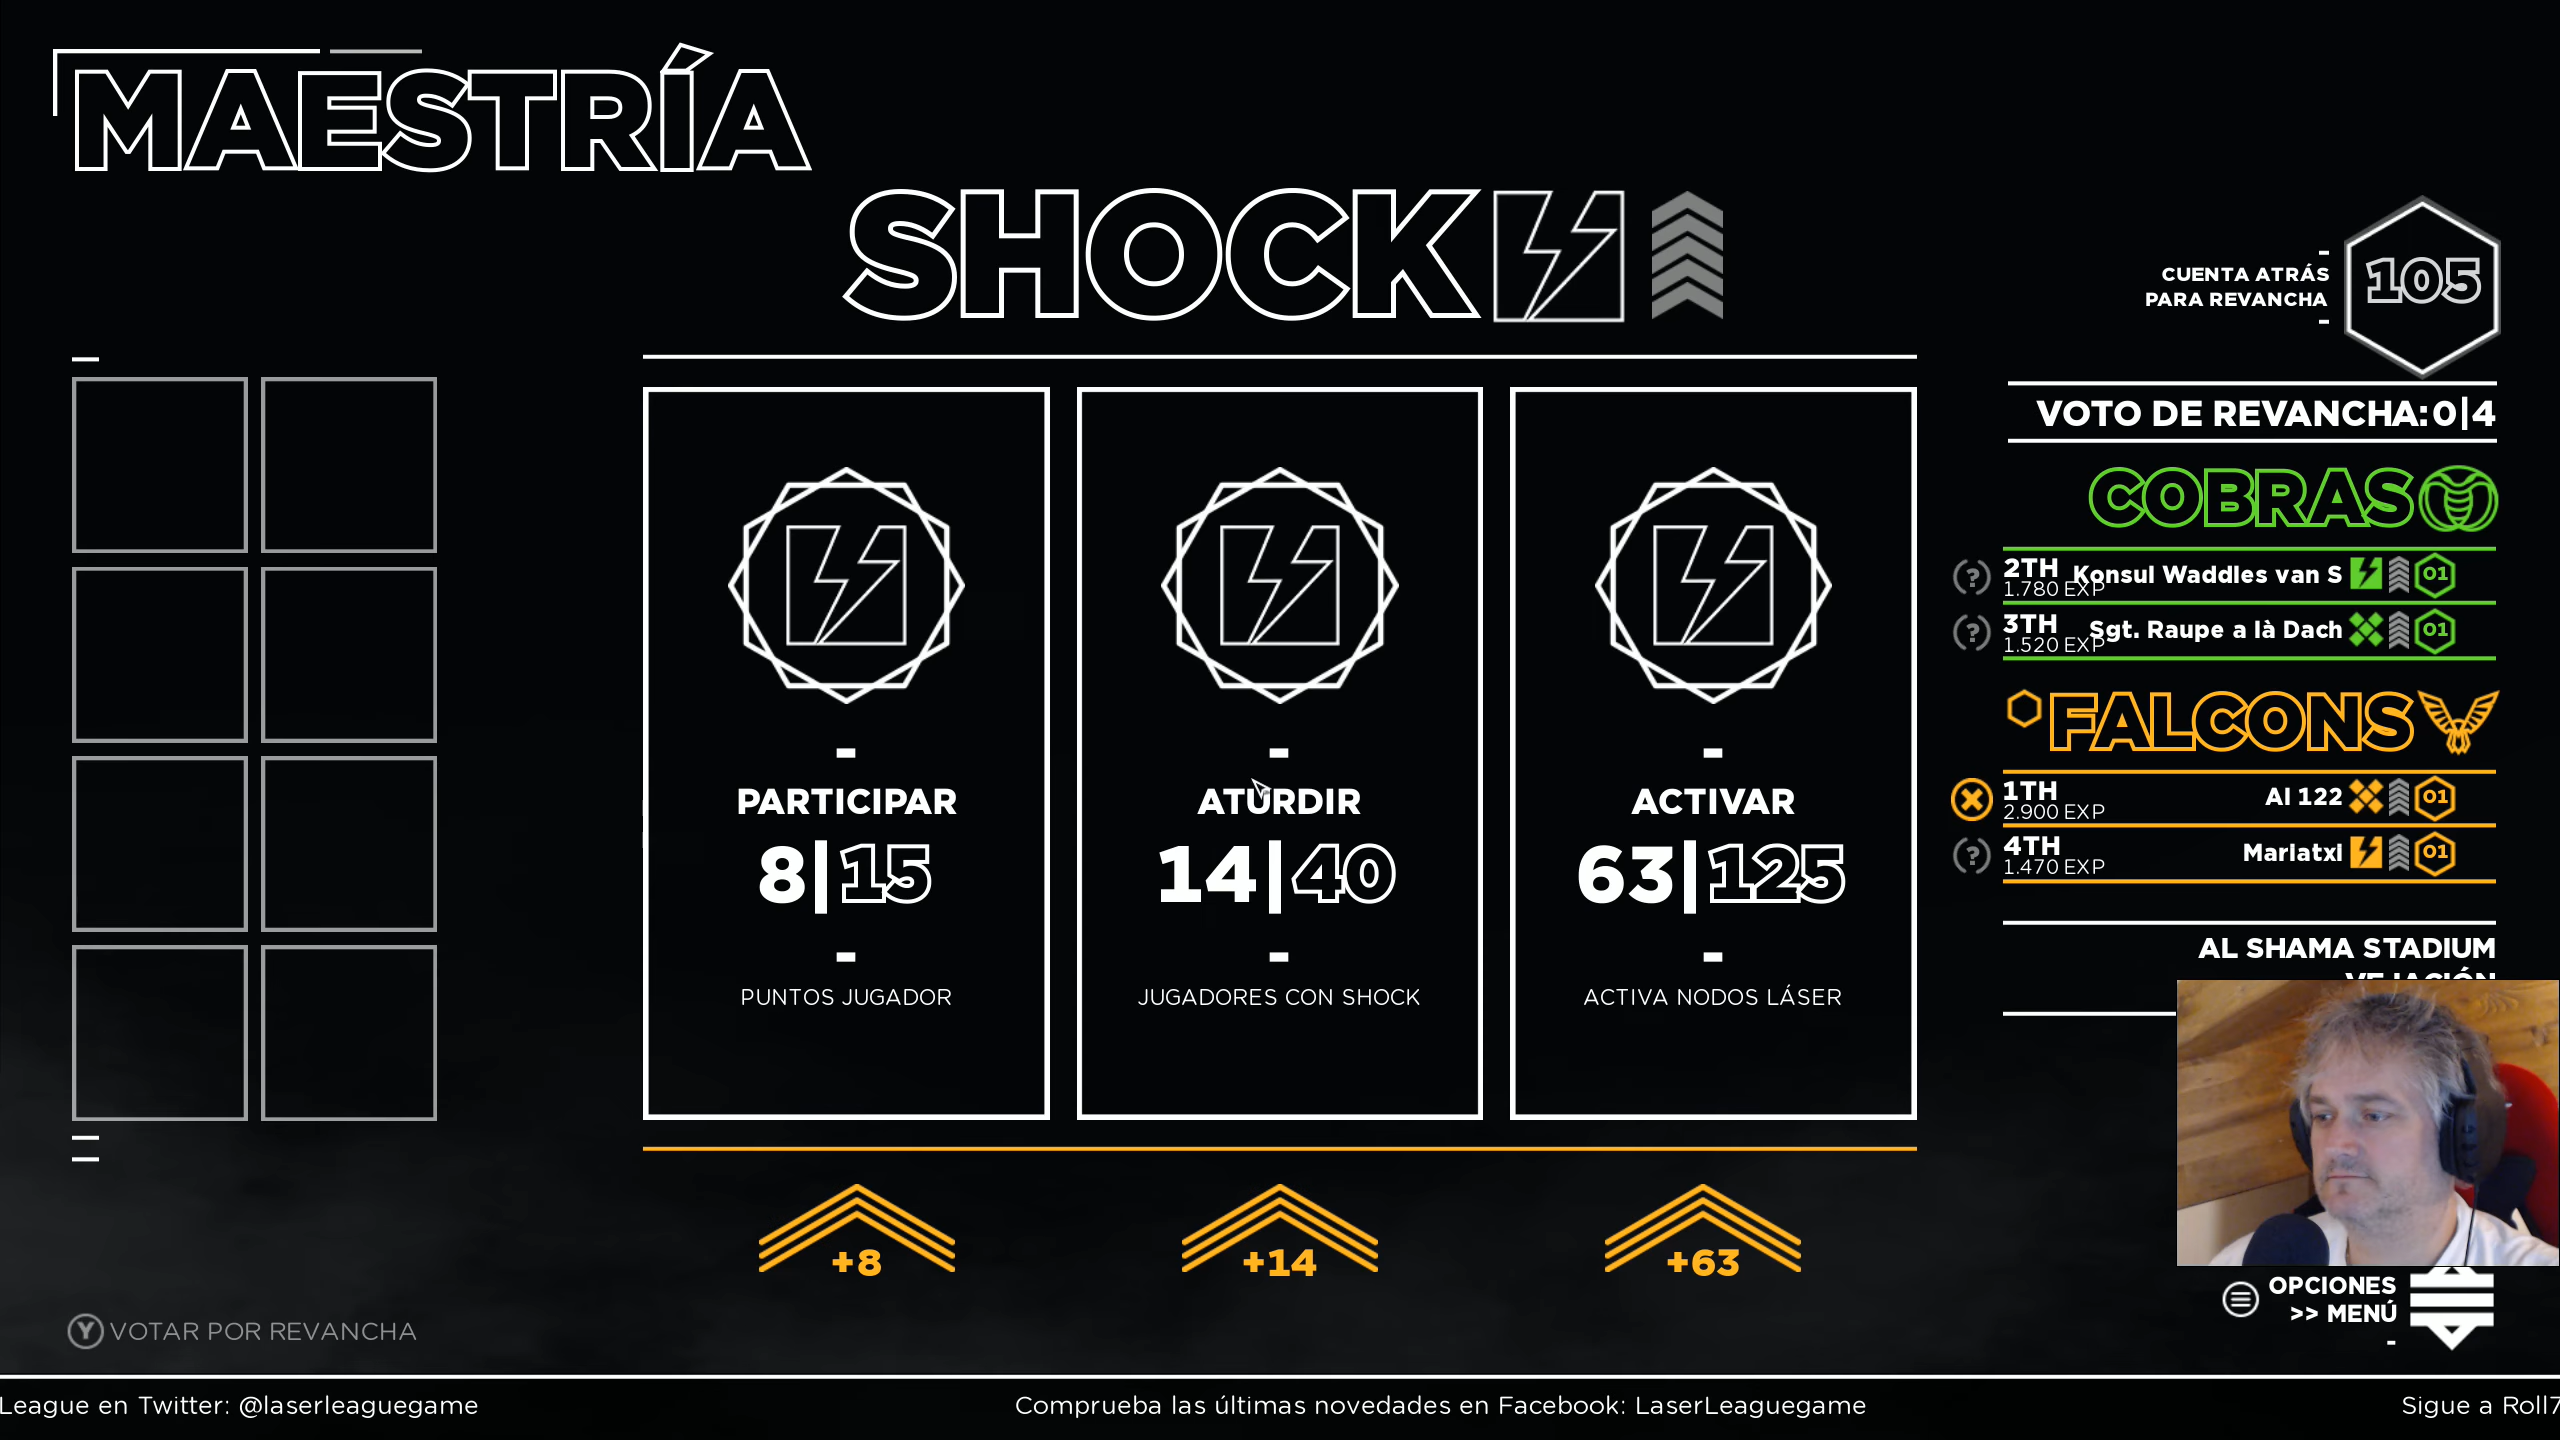 MAESTRÍA
SHOCK
CUENTA ATRÁS
PARA REVANCHA
105
VOTO DE REVANCHA:0|4
COBRAS
2TH
1.780 EXP
Konsul Waddles van S
01
3TH
1.520 EXP
Sgt. Raupe a là Dach
01
FALCONS
1TH
2.900 EXP
AI 122
01
4TH
1.470 EXP
Mariatxi
01
AL SHAMA STADIUM
PARTICIPAR
8|15
PUNTOS JUGADOR
ATURDIR
14|40
JUGADORES CON SHOCK
ACTIVAR
63|125
ACTIVA NODOS LÁSER
+8
+14
+63
Y VOTAR POR REVANCHA
OPCIONES
>> MENÚ
League en Twitter: @laserleaguegame
Comprueba las últimas novedades en Facebook: LaserLeaguegame
Sigue a Roll7